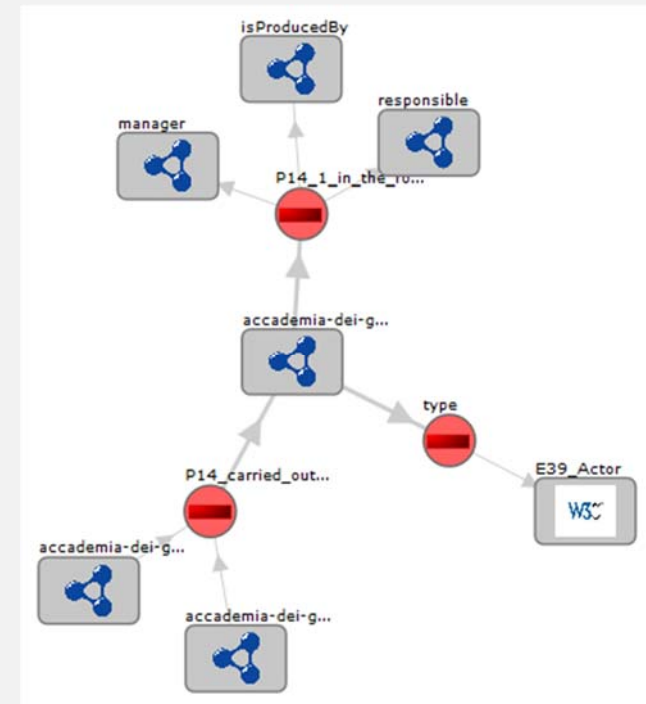 isProducedBy
responsible
manager
P14_1_in_the_ro...
accademia-dei-g...
type
E39_Actor
W3C
P14_carried_out...
accademia-dei-g...
accademia-dei-g...